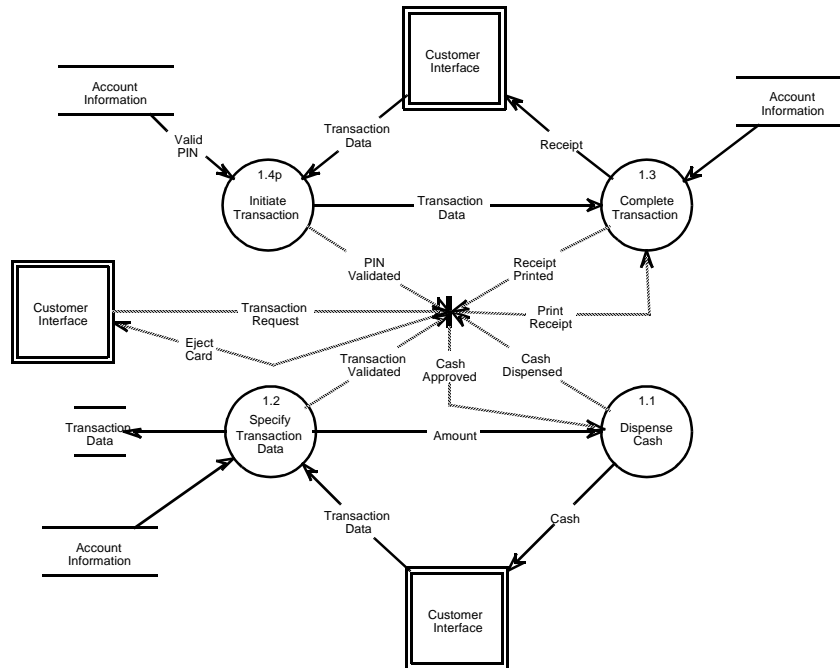 Customer
Interface
Account
Information
Account
Information
Transaction
Data
Valid
PIN
Receipt
1.4p
Initiate
Transaction
1.3
Complete
Transaction
Transaction
Data
PIN
Validated
Receipt
Printed
Customer
Interface
Transaction
Request
Print
Receipt
Eject
Card
Transaction
Validated
Cash
Approved
Cash
Dispensed
1.2
Specify
Transaction
Data
1.1
Dispense
Cash
Transaction
Data
Amount
Transaction
Data
Cash
Account
Information
Customer
Interface